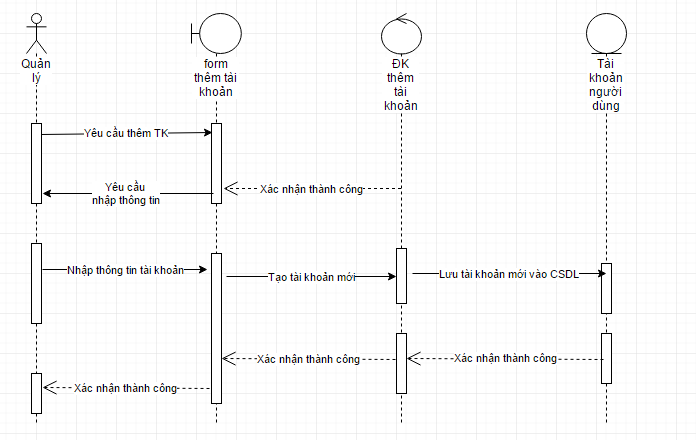 Quản
lý
form
thêm tài
khoản
ĐK
thêm
tài
khoản
Tài
khoản
người
dùng
Yêu cầu thêm TK
Xác nhận thành công
Yêu cầu
nhập thông tin
Nhập thông tin tài khoản
Tạo tài khoản mới
Lưu tài khoản mới vào CSDL
Xác nhận thành công
Xác nhận thành công
Xác nhận thành công